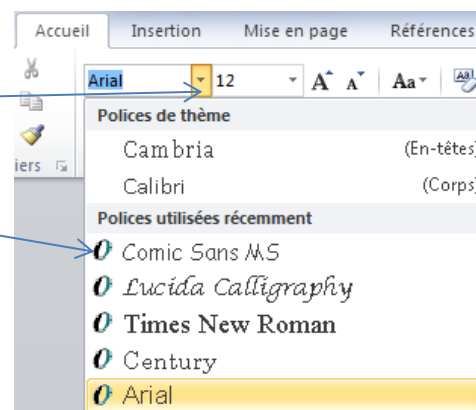 Accueil Insertion Mise en page Références
Arial 12 A A Aa
Polices de thème
Cambria (En-têtes)
Calibri (Corps)
iers
Polices utilisées récemment
Comic Sans MS
Lucida Calligraphy
Times New Roman
Century
Arial